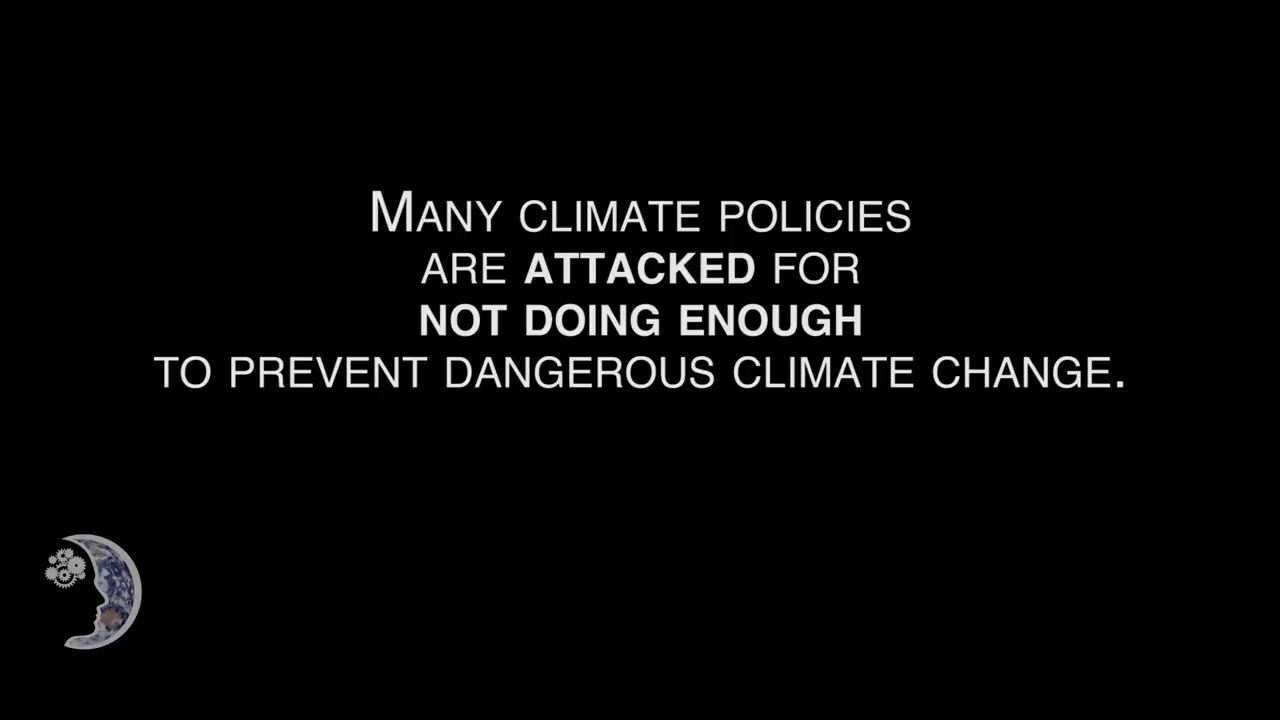 MANY CLIMATE POLICIES
ARE ATTACKED FOR
NOT DOING ENOUGH
TO PREVENT DANGEROUS CLIMATE CHANGE.